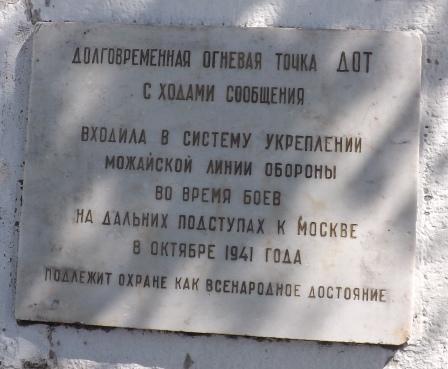 ДОЛГОВРЕМЕННАЯ ОГНЕВАЯ ТОЧКА ДОТ
С ХОДАМИ СООБЩЕНИЯ
ВХОДИЛА В СИСТЕМУ УКРЕПЛЕНИИ
МОЖАЙСКОЙ ЛИНИИ ОБОРОНЫ
ВО ВРЕМЯ БОЕВ
НА ДАЛЬНИХ ПОДСТУПАХ К МОСКВЕ
В ОКТЯБРЕ 1941 ГОДА
ПОДЛЕЖИТ ОХРАНЕ КАК ВСЕНАРОДНОЕ ДОСТОЯНИЕ